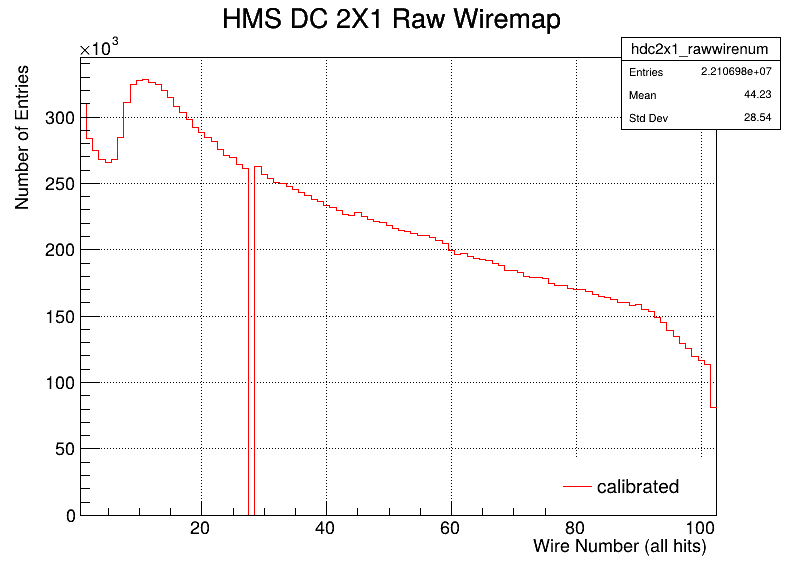 HMS DC 2X1 Raw Wiremap
×10³
hdc2x1_rawwirenum
Entries 2.210698e+07
Mean 44.23
Std Dev 28.54
Number of Entries
300
250
200
150
100
50
0
calibrated
20 40 60 80 100
Wire Number (all hits)